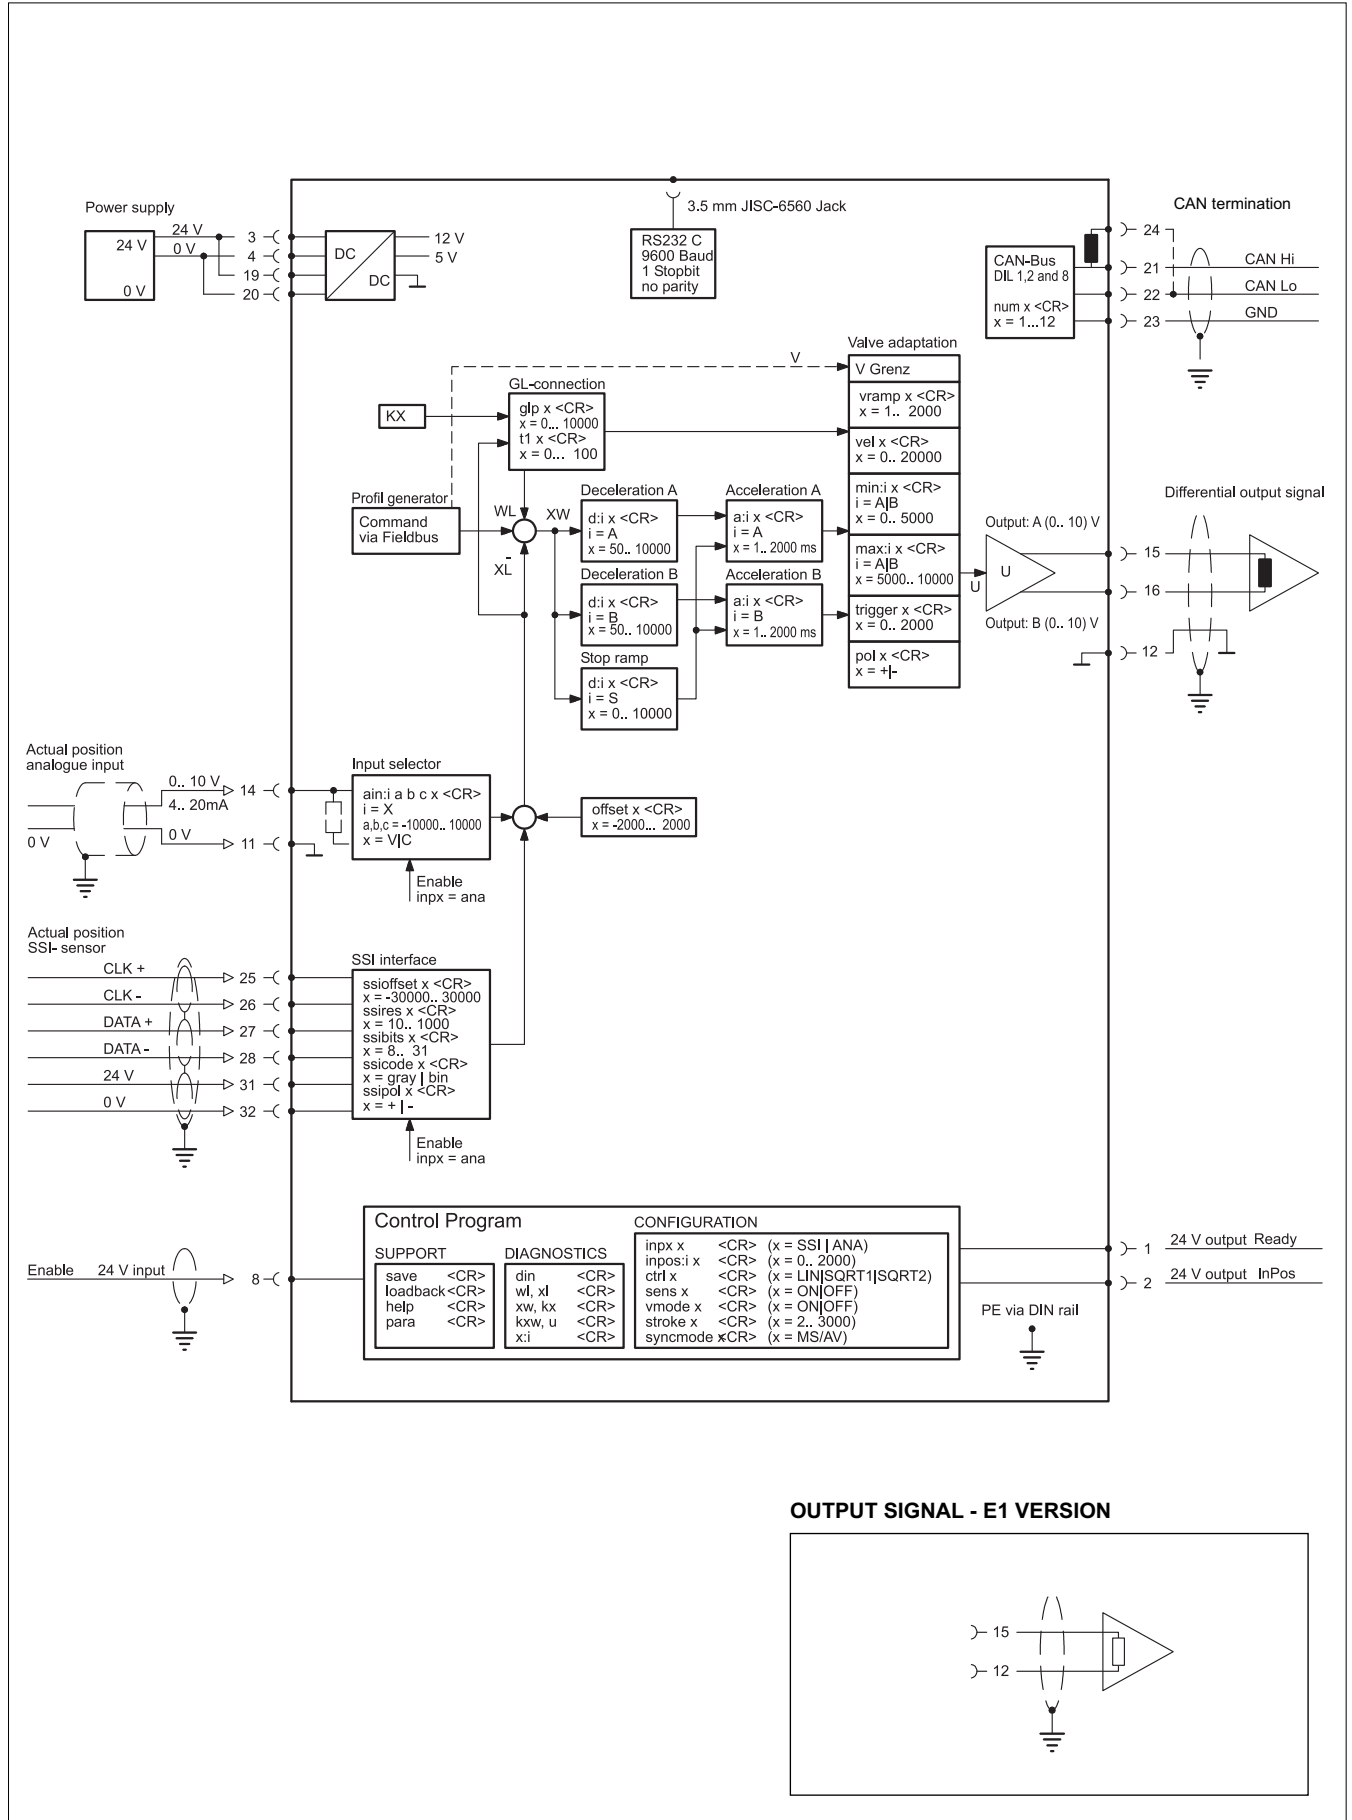 3.5 mm JISC-6560 Jack
RS232 C
9600 Baud
1 Stopbit
no parity
Power supply
24 V
0 V
24 V
0 V
3
4
19
20
DC
DC
12 V
5 V
CAN termination
CAN-Bus
DIL 1,2 and 8
num x <CR>
x = 1...12
24
21
22
23
CAN Hi
CAN Lo
GND
V
Valve adaptation
V Grenz
vramp x <CR>
x = 1.. 2000
vel x <CR>
x = 0.. 20000
min:i x <CR>
i = A|B
x = 0.. 5000
max:i x <CR>
i = A|B
x = 5000.. 10000
trigger x <CR>
x = 0.. 2000
pol x <CR>
x = +|-
GL-connection
KX
glp x <CR>
x = 0... 10000
t1 x <CR>
x = 0... 100
Profil generator
Command
via Fieldbus
WL
XW
-
XL
Deceleration A
d:i x <CR>
i = A
x = 50.. 10000
Deceleration B
d:i x <CR>
i = B
x = 50.. 10000
Stop ramp
d:i x <CR>
i = S
x = 0.. 10000
Acceleration A
a:i x <CR>
i = A
x = 1.. 2000 ms
Acceleration B
a:i x <CR>
i = B
x = 1.. 2000 ms
Differential output signal
Output: A (0.. 10) V
U
U
Output: B (0.. 10) V
15
16
12
Actual position
analogue input
0.. 10 V
4.. 20mA
0 V
0 V
14
11
Input selector
ain:i a b c x <CR>
i = X
a,b,c = -10000.. 10000
x = V|C
Enable
inpx = ana
offset x <CR>
x = -2000... 2000
Actual position
SSI- sensor
CLK +
CLK -
DATA +
DATA -
24 V
0 V
25
26
27
28
31
32
SSI interface
ssioffset x <CR>
x = -30000.. 30000
ssires x <CR>
x = 10.. 1000
ssibits x <CR>
x = 8.. 31
ssicode x <CR>
x = gray | bin
ssipol x <CR>
x = + | -
Enable
inpx = ana
Enable 24 V input
8
Control Program
SUPPORT
save <CR>
loadback <CR>
help <CR>
para <CR>
DIAGNOSTICS
din <CR>
wl, xl <CR>
xw, kx <CR>
kxw, u <CR>
x:i <CR>
CONFIGURATION
inpx x <CR> (x = SSI | ANA)
inpos:i x <CR> (x = 0.. 2000)
ctrl x <CR> (x = LIN|SQRT1|SQRT2)
sens x <CR> (x = ON|OFF)
vmode x <CR> (x = ON|OFF)
stroke x <CR> (x = 2.. 3000)
syncmode x <CR> (x = MS/AV)
1
2
24 V output Ready
24 V output InPos
PE via DIN rail
OUTPUT SIGNAL - E1 VERSION
15
12